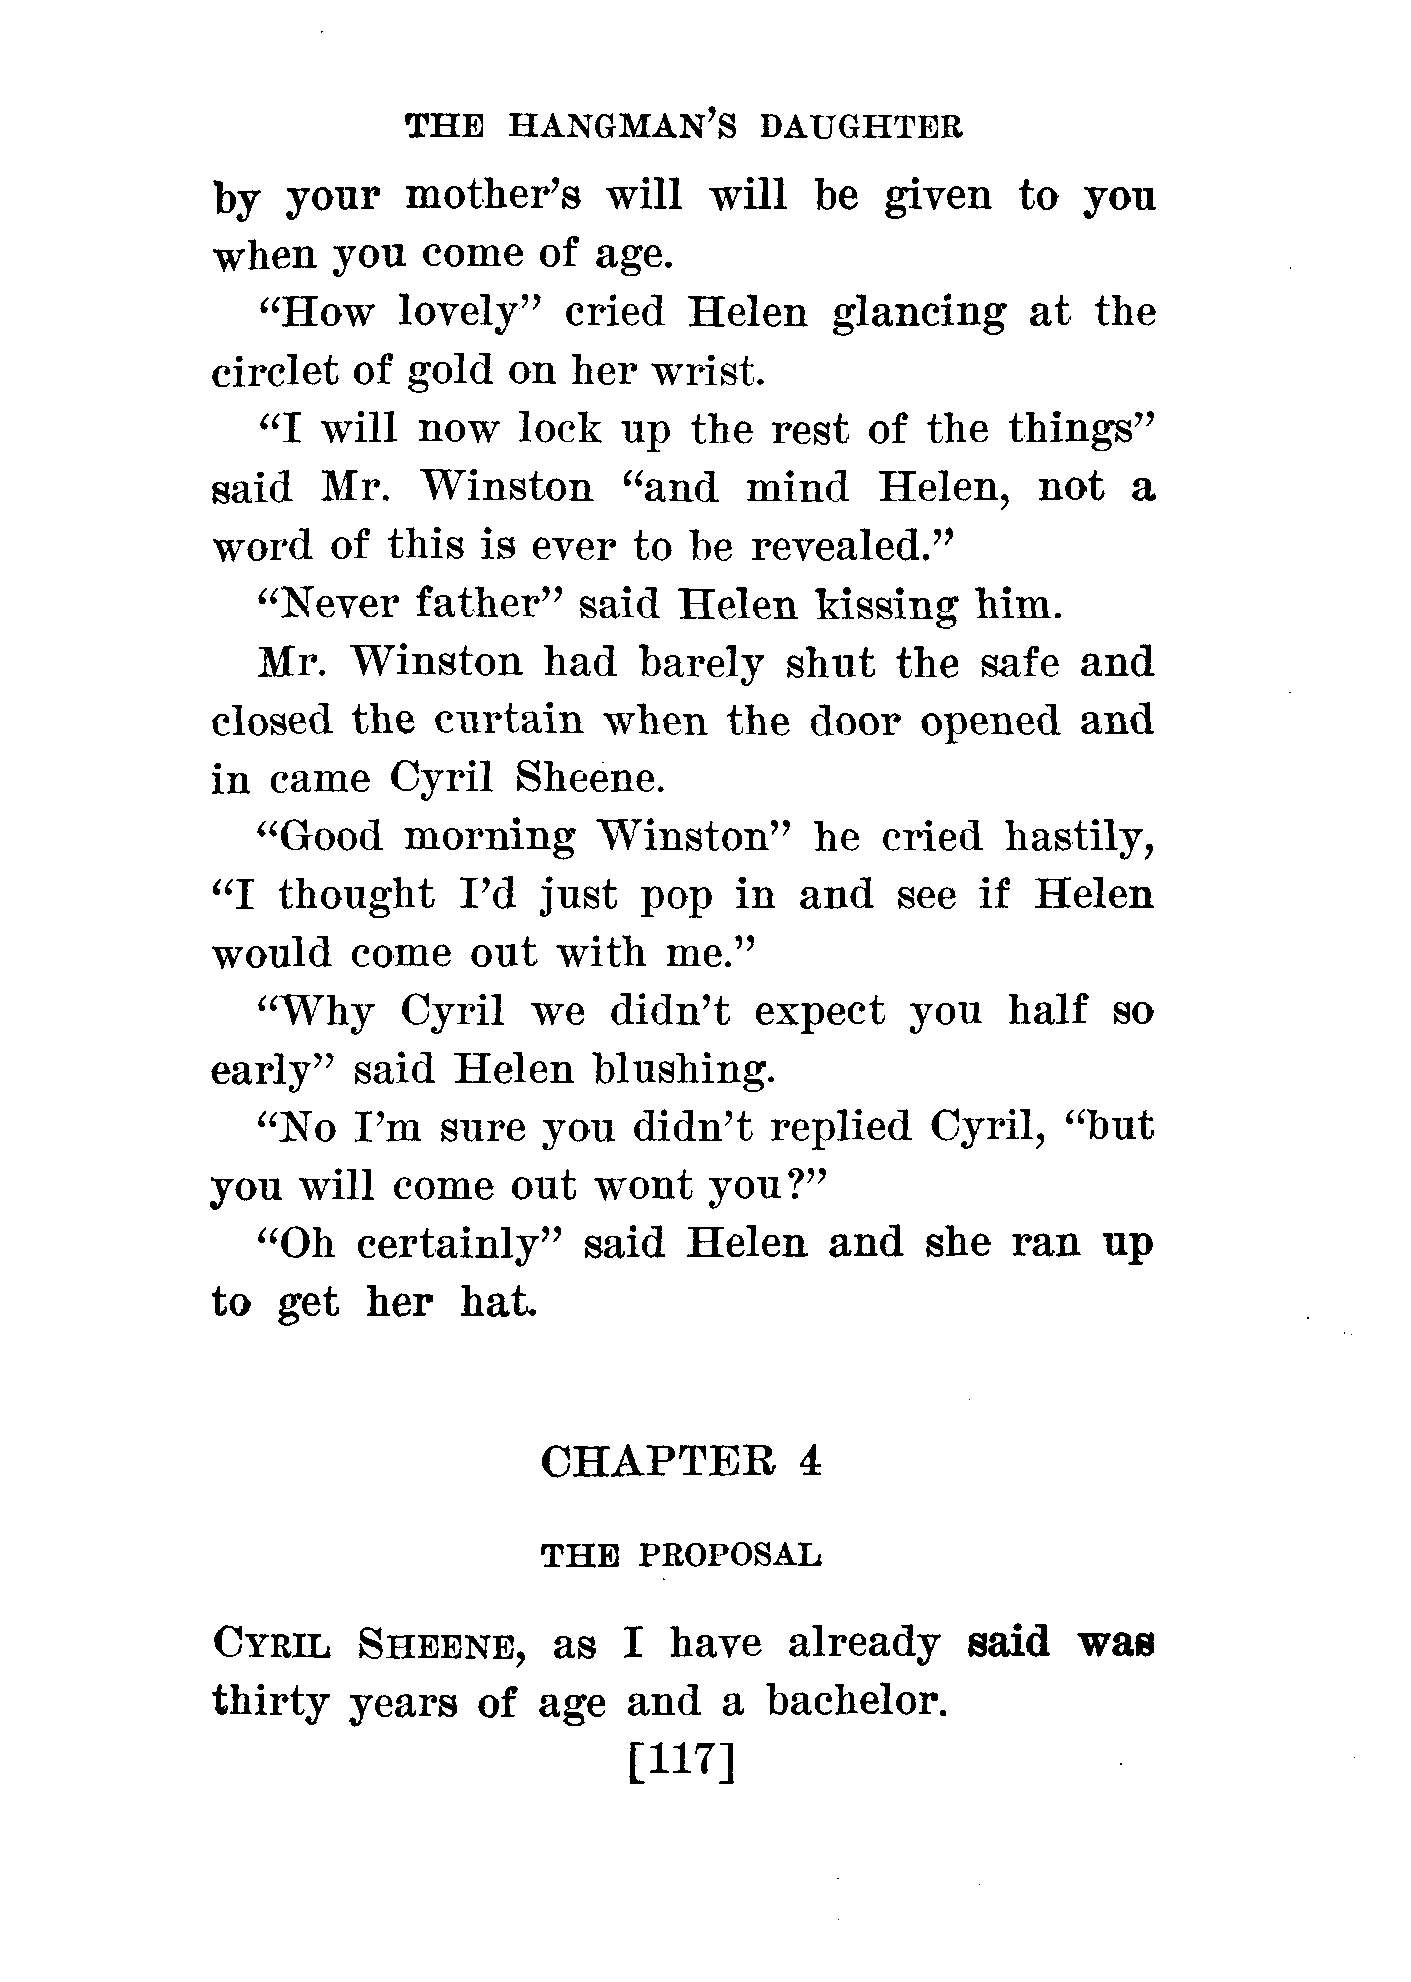 THE HANGMAN'S DAUGHTER
by your mother's will will be given to you
when you come of age.
“How lovely” cried Helen glancing at the
circlet of gold on her wrist.
“I will now lock up the rest of the things”
said Mr. Winston “and mind Helen, not a
word of this is ever to be revealed.”
“Never father” said Helen kissing him.
Mr. Winston had barely shut the safe and
closed the curtain when the door opened and
in came Cyril Sheene.
“Good morning Winston” he cried hastily,
“I thought I'd just pop in and see if Helen
would come out with me.”
“Why Cyril we didn't expect you half so
early” said Helen blushing.
“No I'm sure you didn't replied Cyril, “but
you will come out wont you?”
“Oh certainly” said Helen and she ran up
to get her hat.
CHAPTER 4
THE PROPOSAL
CYRIL SHEENE, as I have already said was
thirty years of age and a bachelor.
[117]